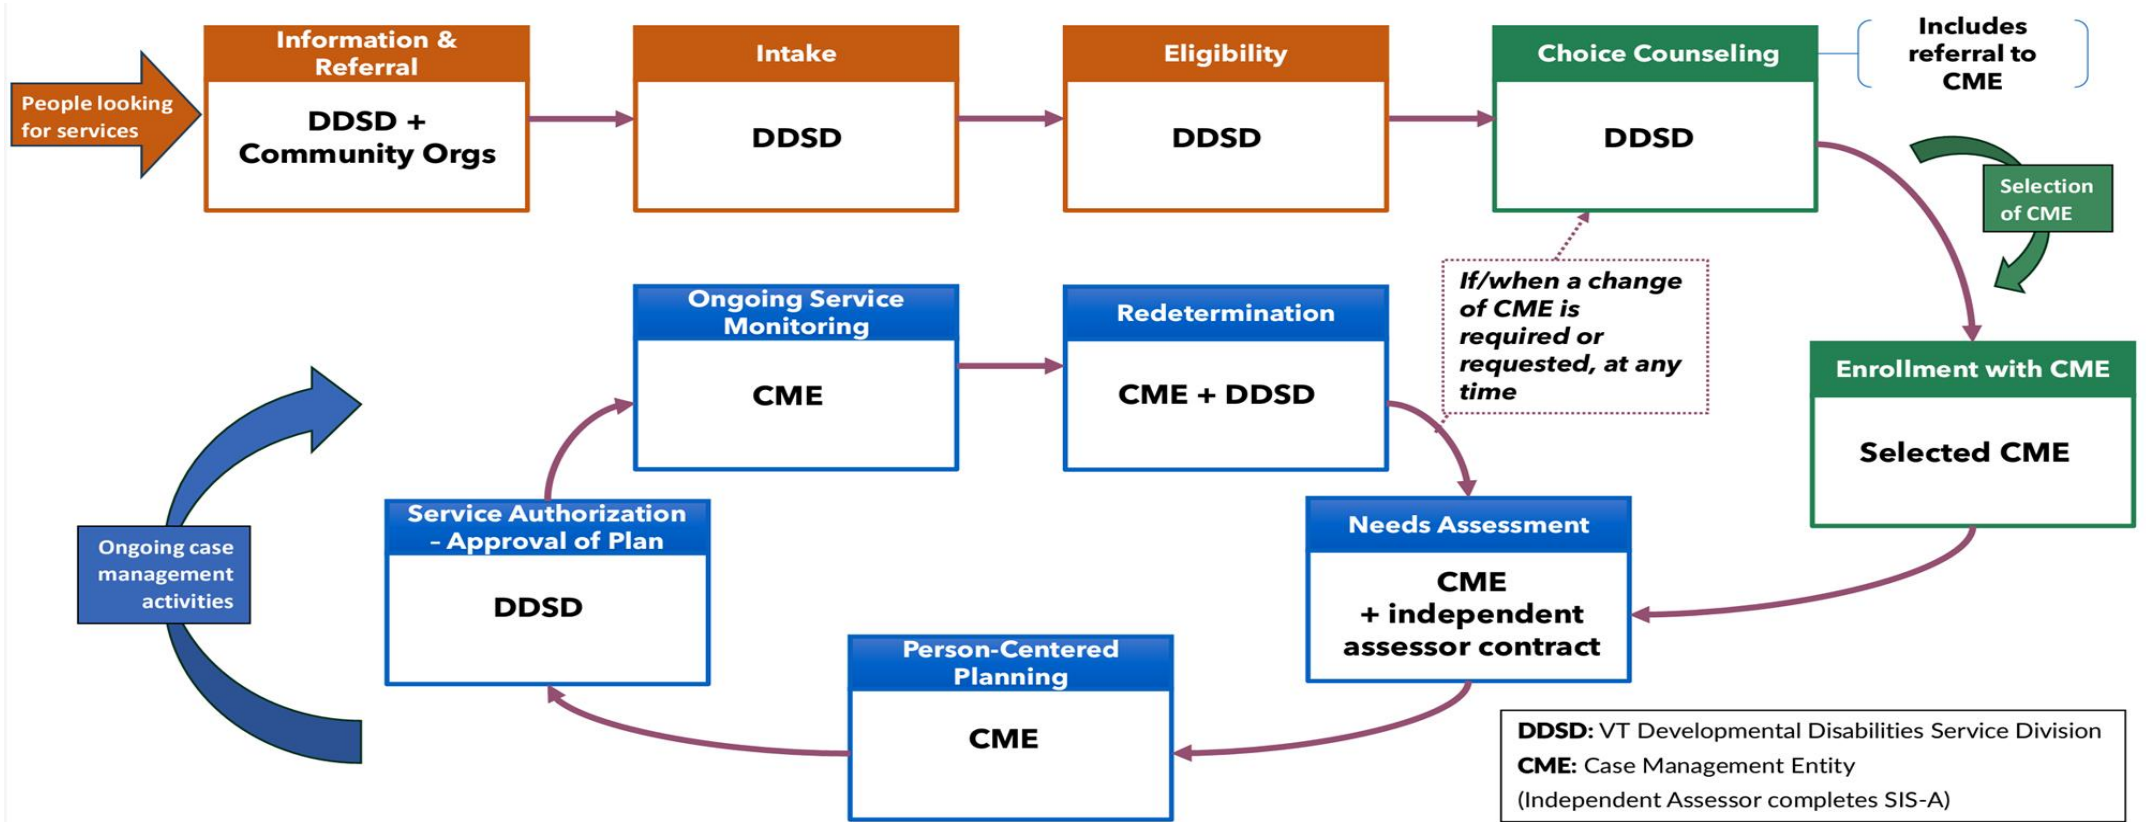 People looking
for services
Information &
Referral
DDSD +
Community Orgs
Intake
DDSD
Eligibility
DDSD
Choice Counseling
DDSD
Includes
referral to
CME
Selection
of CME
Ongoing Service
Monitoring
CME
Redetermination
CME + DDSD
If/when a change
of CME is
required or
requested, at any
time
Enrollment with CME
Selected CME
Ongoing case
management
activities
Service Authorization
– Approval of Plan
DDSD
Needs Assessment
CME
+ independent
assessor contract
Person-Centered
Planning
CME
DDSD: VT Developmental Disabilities Service Division
CME: Case Management Entity
(Independent Assessor completes SIS-A)